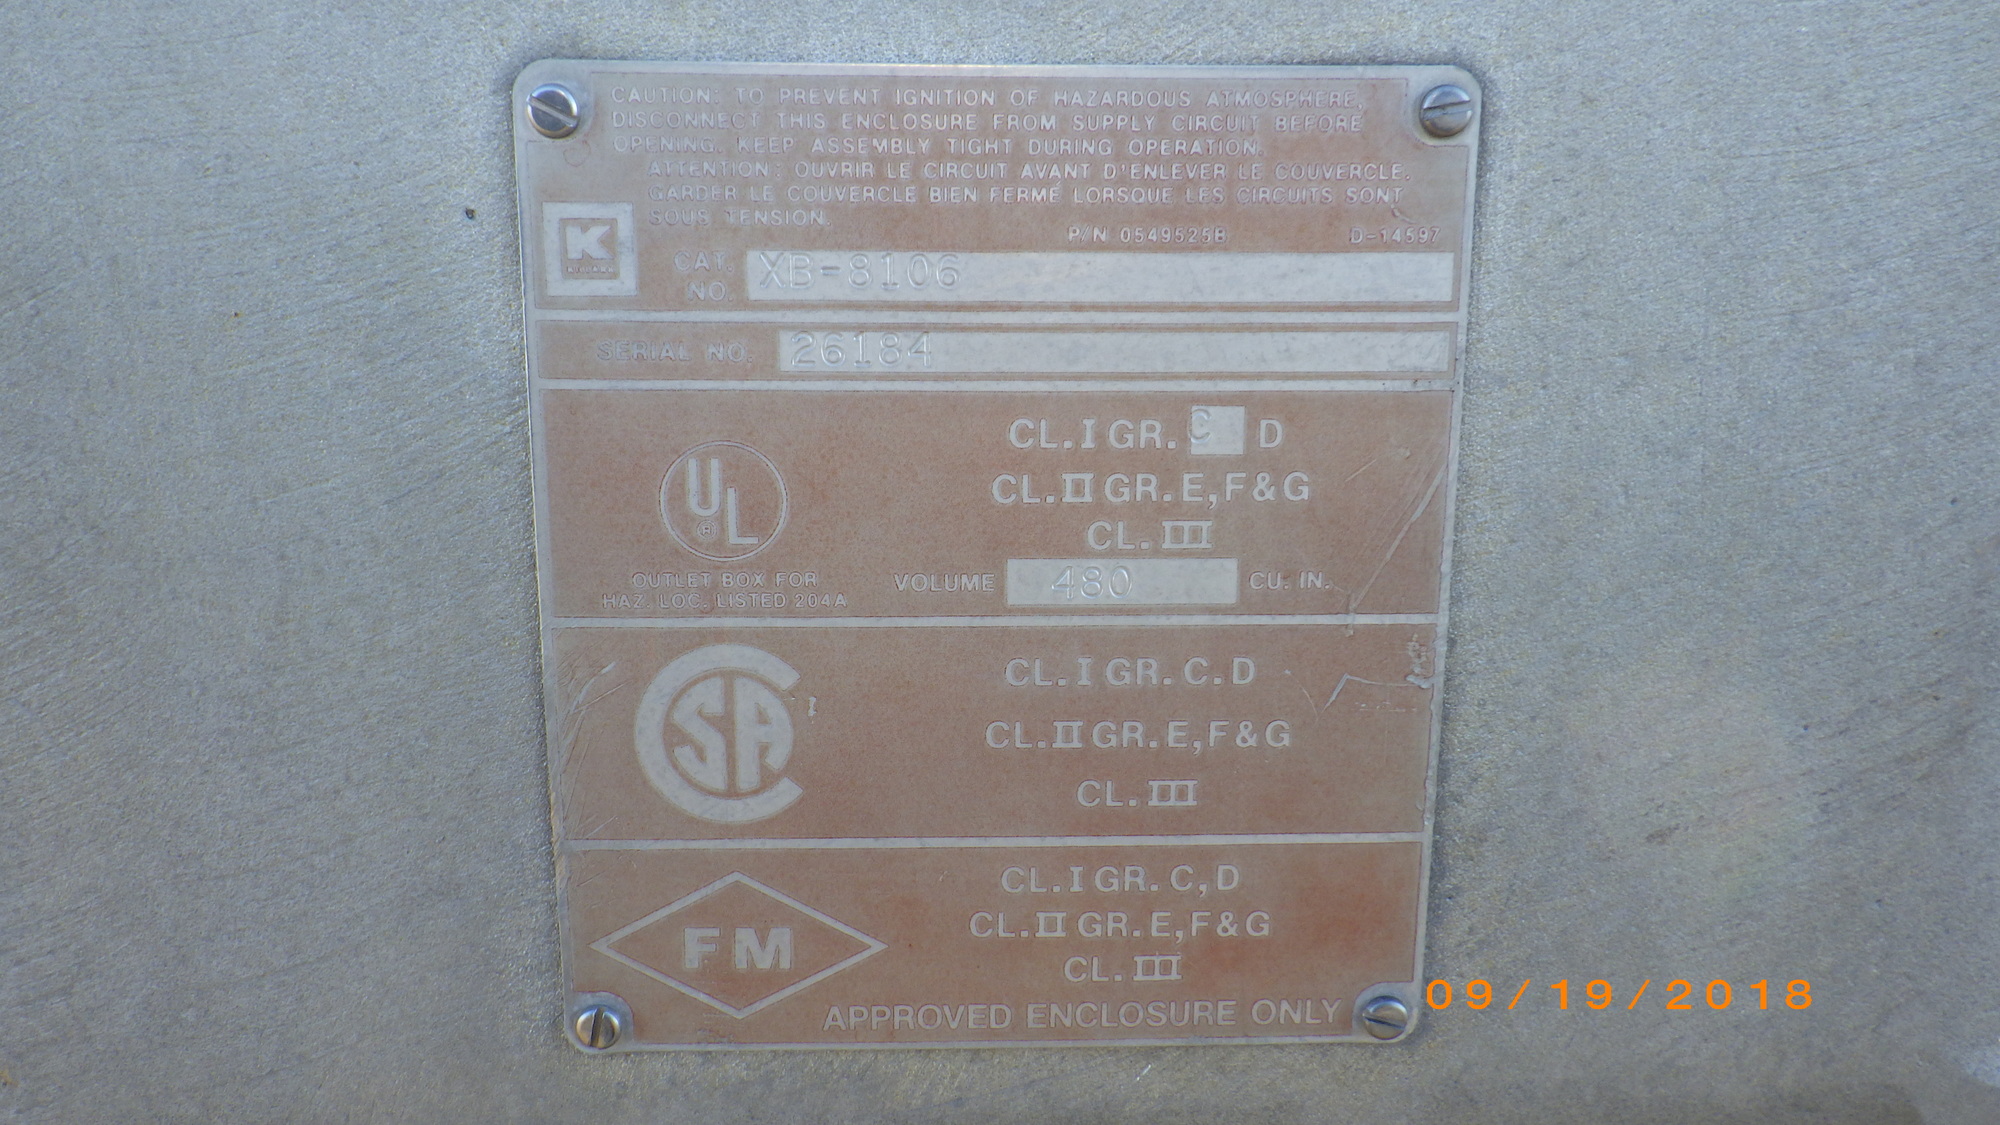 CAUTION: TO PREVENT IGNITION OF HAZARDOUS ATMOSPHERE,
DISCONNECT THIS ENCLOSURE FROM SUPPLY CIRCUIT BEFORE
OPENING. KEEP ASSEMBLY TIGHT DURING OPERATION.
ATTENTION: OUVRIR LE CIRCUIT AVANT D'ENLEVER LE COUVERCLE.
GARDER LE COUVERCLE BIEN FERMÉ LORSQUE LES CIRCUITS SONT
SOUS TENSION.
P/N 0549525B D-14597
K
CAT. NO. XB-8106
SERIAL NO. 26184
UL
®
OUTLET BOX FOR
HAZ. LOC. LISTED 204A
CL. I GR. C D
CL. II GR. E, F & G
CL. III
VOLUME 480 CU. IN.
CSA
CL. I GR. C. D
CL. II GR. E, F & G
CL. III
FM
CL. I GR. C, D
CL. II GR. E, F & G
CL. III
APPROVED ENCLOSURE ONLY
09/19/2018